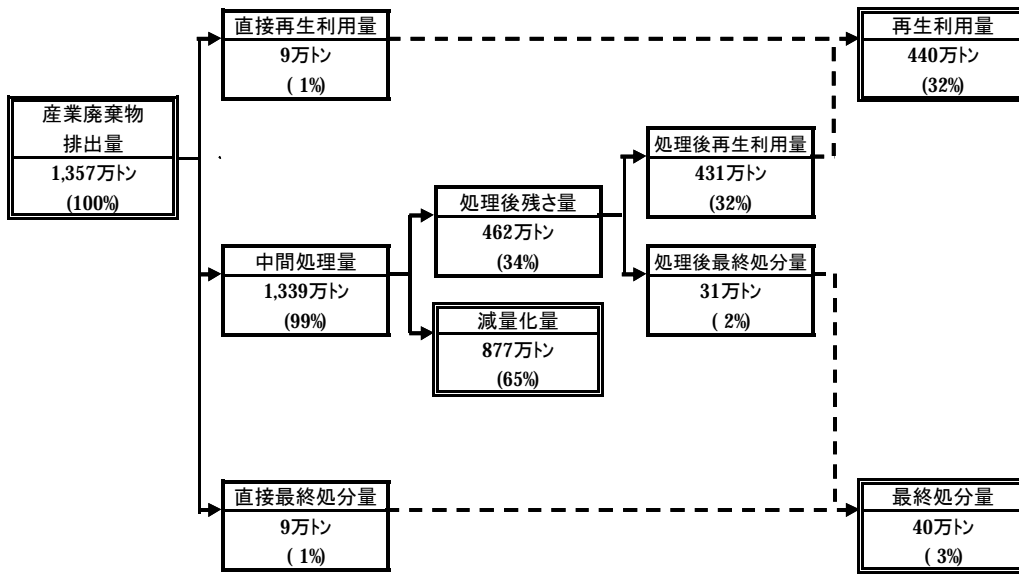 産業廃棄物
排出量
1,357万トン
(100%)
直接再生利用量
9万トン
( 1%)
中間処理量
1,339万トン
(99%)
直接最終処分量
9万トン
( 1%)
処理後残さ量
462万トン
(34%)
減量化量
877万トン
(65%)
処理後再生利用量
431万トン
(32%)
処理後最終処分量
31万トン
( 2%)
再生利用量
440万トン
(32%)
最終処分量
40万トン
( 3%)